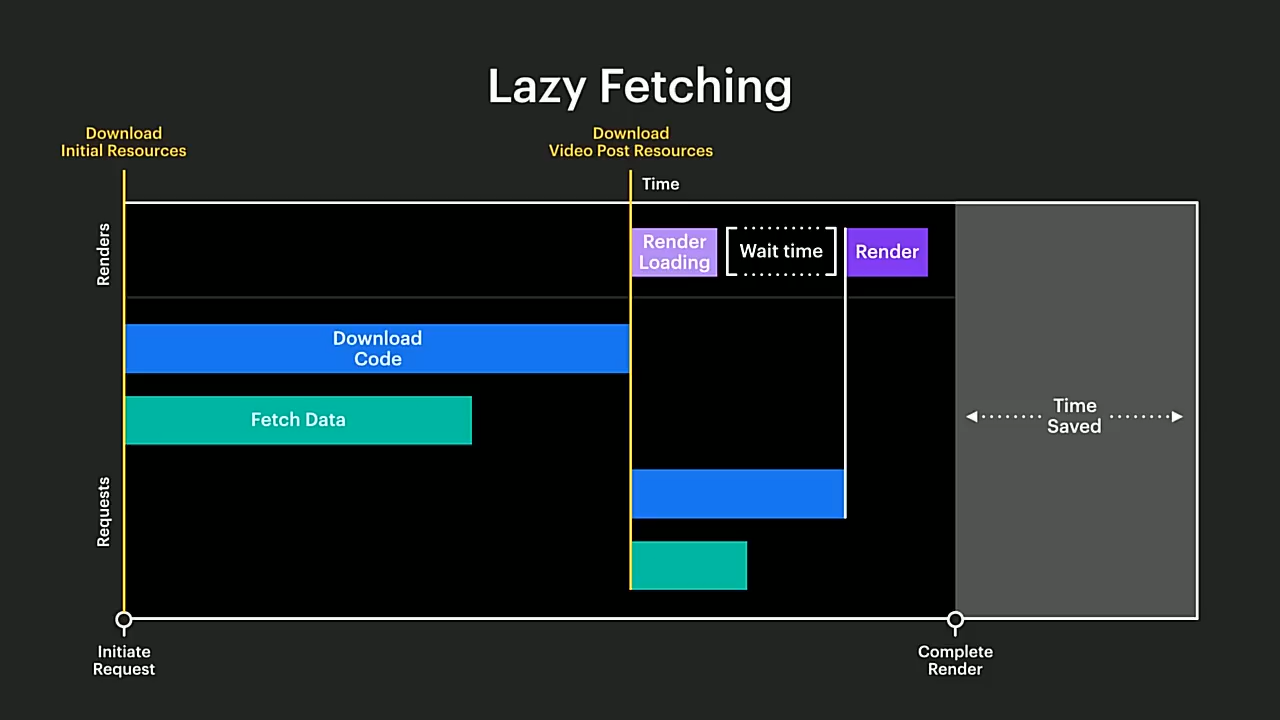 Lazy Fetching
Download
Initial Resources
Download
Video Post Resources
Time
Renders
Render
Loading
Wait time
Render
Download
Code
Fetch Data
Time
Saved
Requests
Initiate
Request
Complete
Render